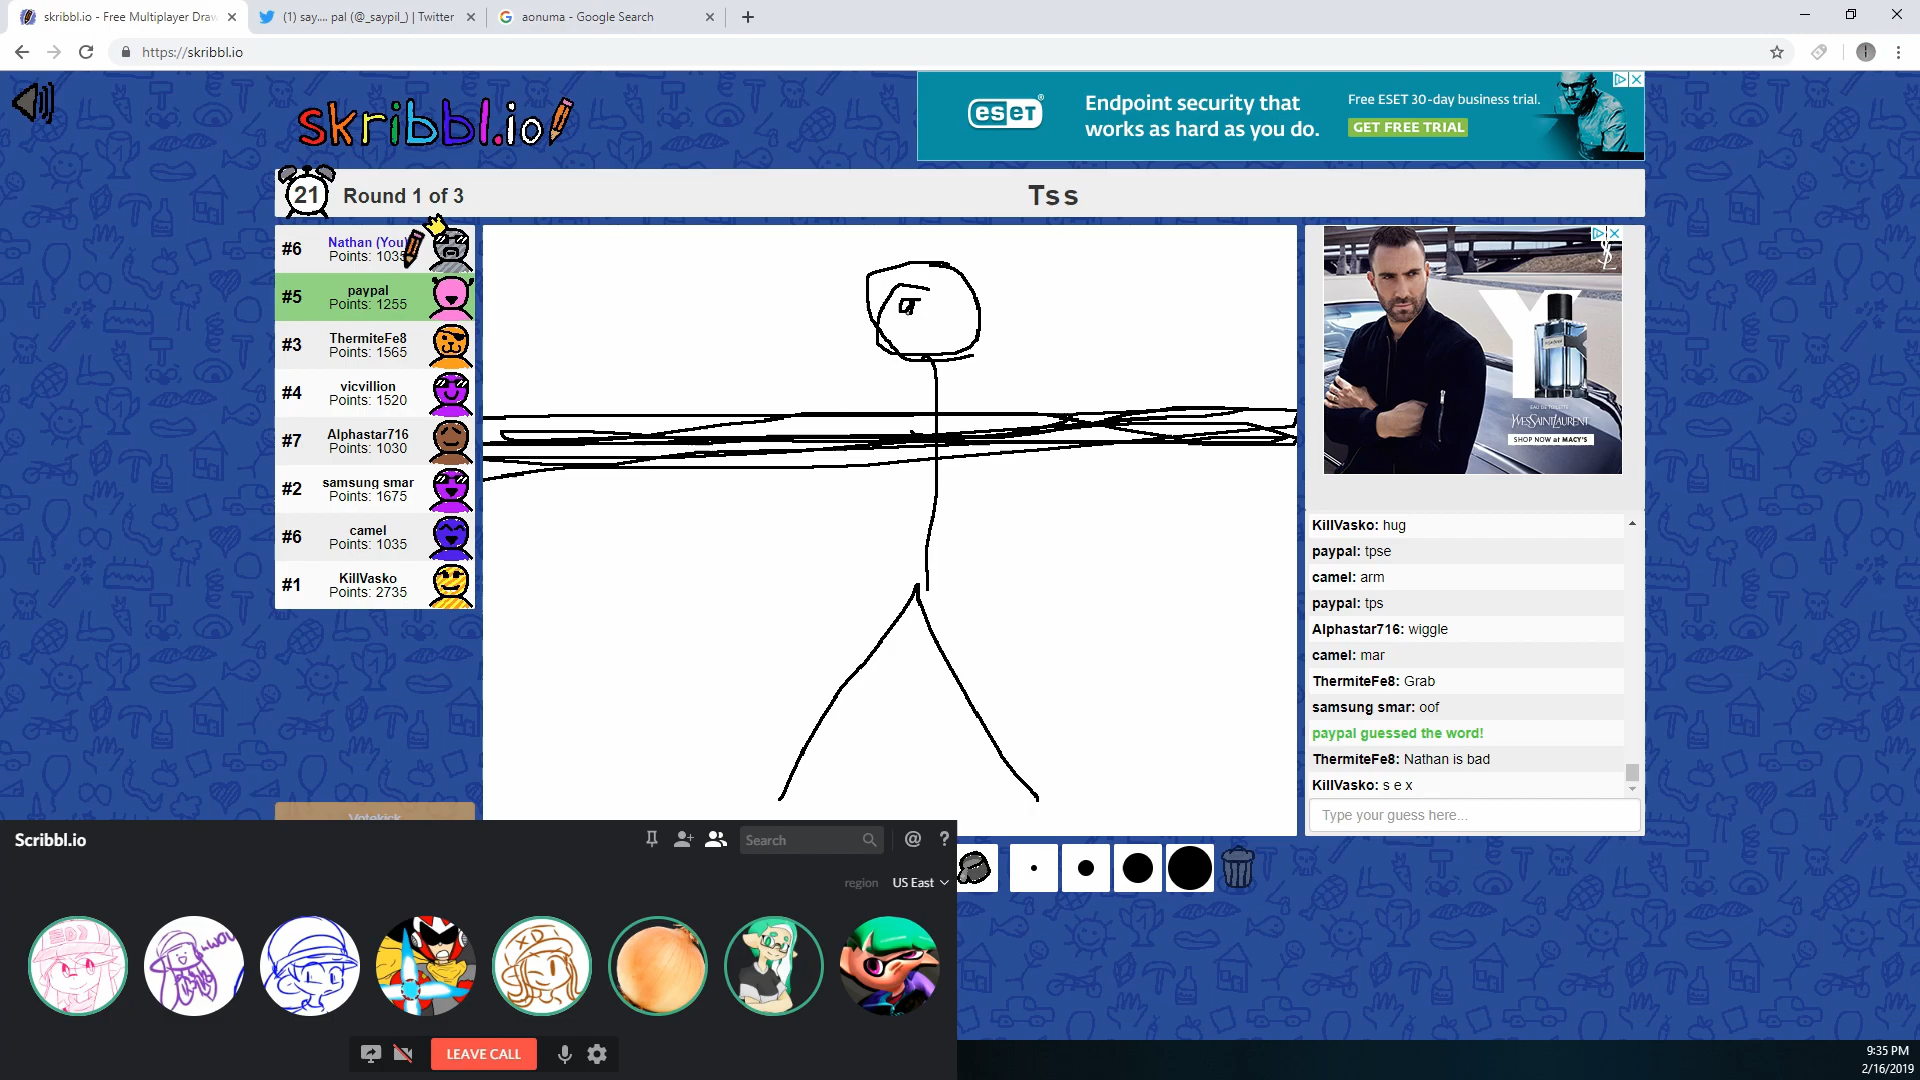 skribbl.io - Free Multiplayer Draw
(1) say.... pal (@_saypil_) | Twitter
aonuma - Google Search
https://skribbl.io
skribbl.io
eseT
Endpoint security that
works as hard as you do.
Free ESET 30-day business trial.
GET FREE TRIAL
21
Round 1 of 3
Tss
#6
Nathan (You)
Points: 1035
#5
paypal
Points: 1255
#3
ThermiteFe8
Points: 1565
#4
vicvillion
Points: 1520
#7
Alphastar716
Points: 1030
#2
samsung smar
Points: 1675
#6
camel
Points: 1035
#1
KillVasko
Points: 2735
Votekick
Y
YVESSAINTLAURENT
SHOP NOW at MACY'S
KillVasko: hug
paypal: tpse
camel: arm
paypal: tps
Alphastar716: wiggle
camel: mar
ThermiteFe8: Grab
samsung smar: oof
paypal guessed the word!
ThermiteFe8: Nathan is bad
KillVasko: s e x
Type your guess here...
Scribbl.io
Search
@
?
region
US East
XD
LEAVE CALL
9:35 PM
2/16/2019